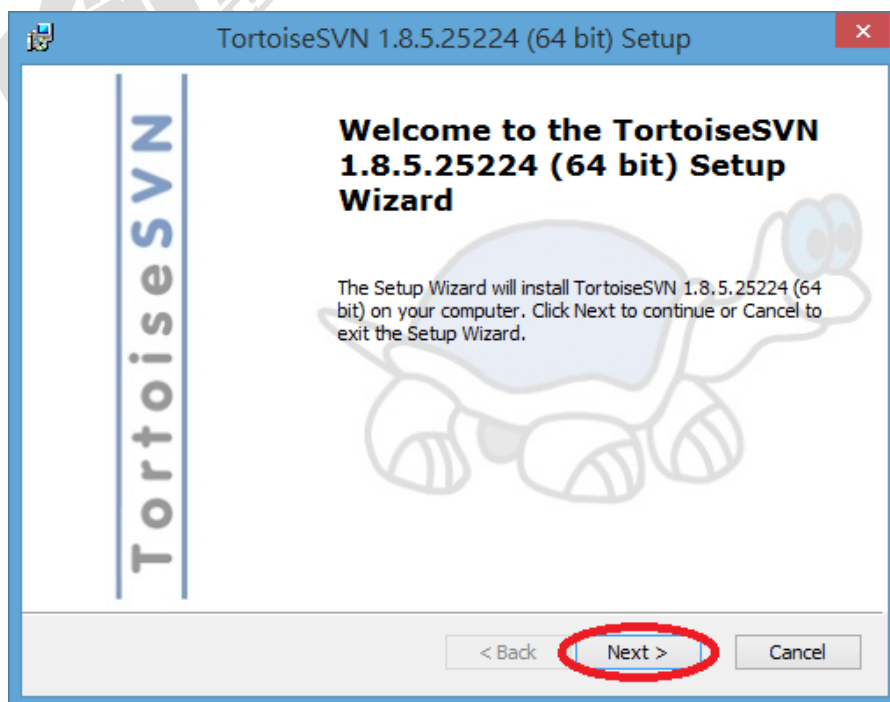 TortoiseSVN 1.8.5.25224 (64 bit) Setup
TortoiseSVN
Welcome to the TortoiseSVN
1.8.5.25224 (64 bit) Setup
Wizard
The Setup Wizard will install TortoiseSVN 1.8.5.25224 (64
bit) on your computer. Click Next to continue or Cancel to
exit the Setup Wizard.
< Back Next > Cancel